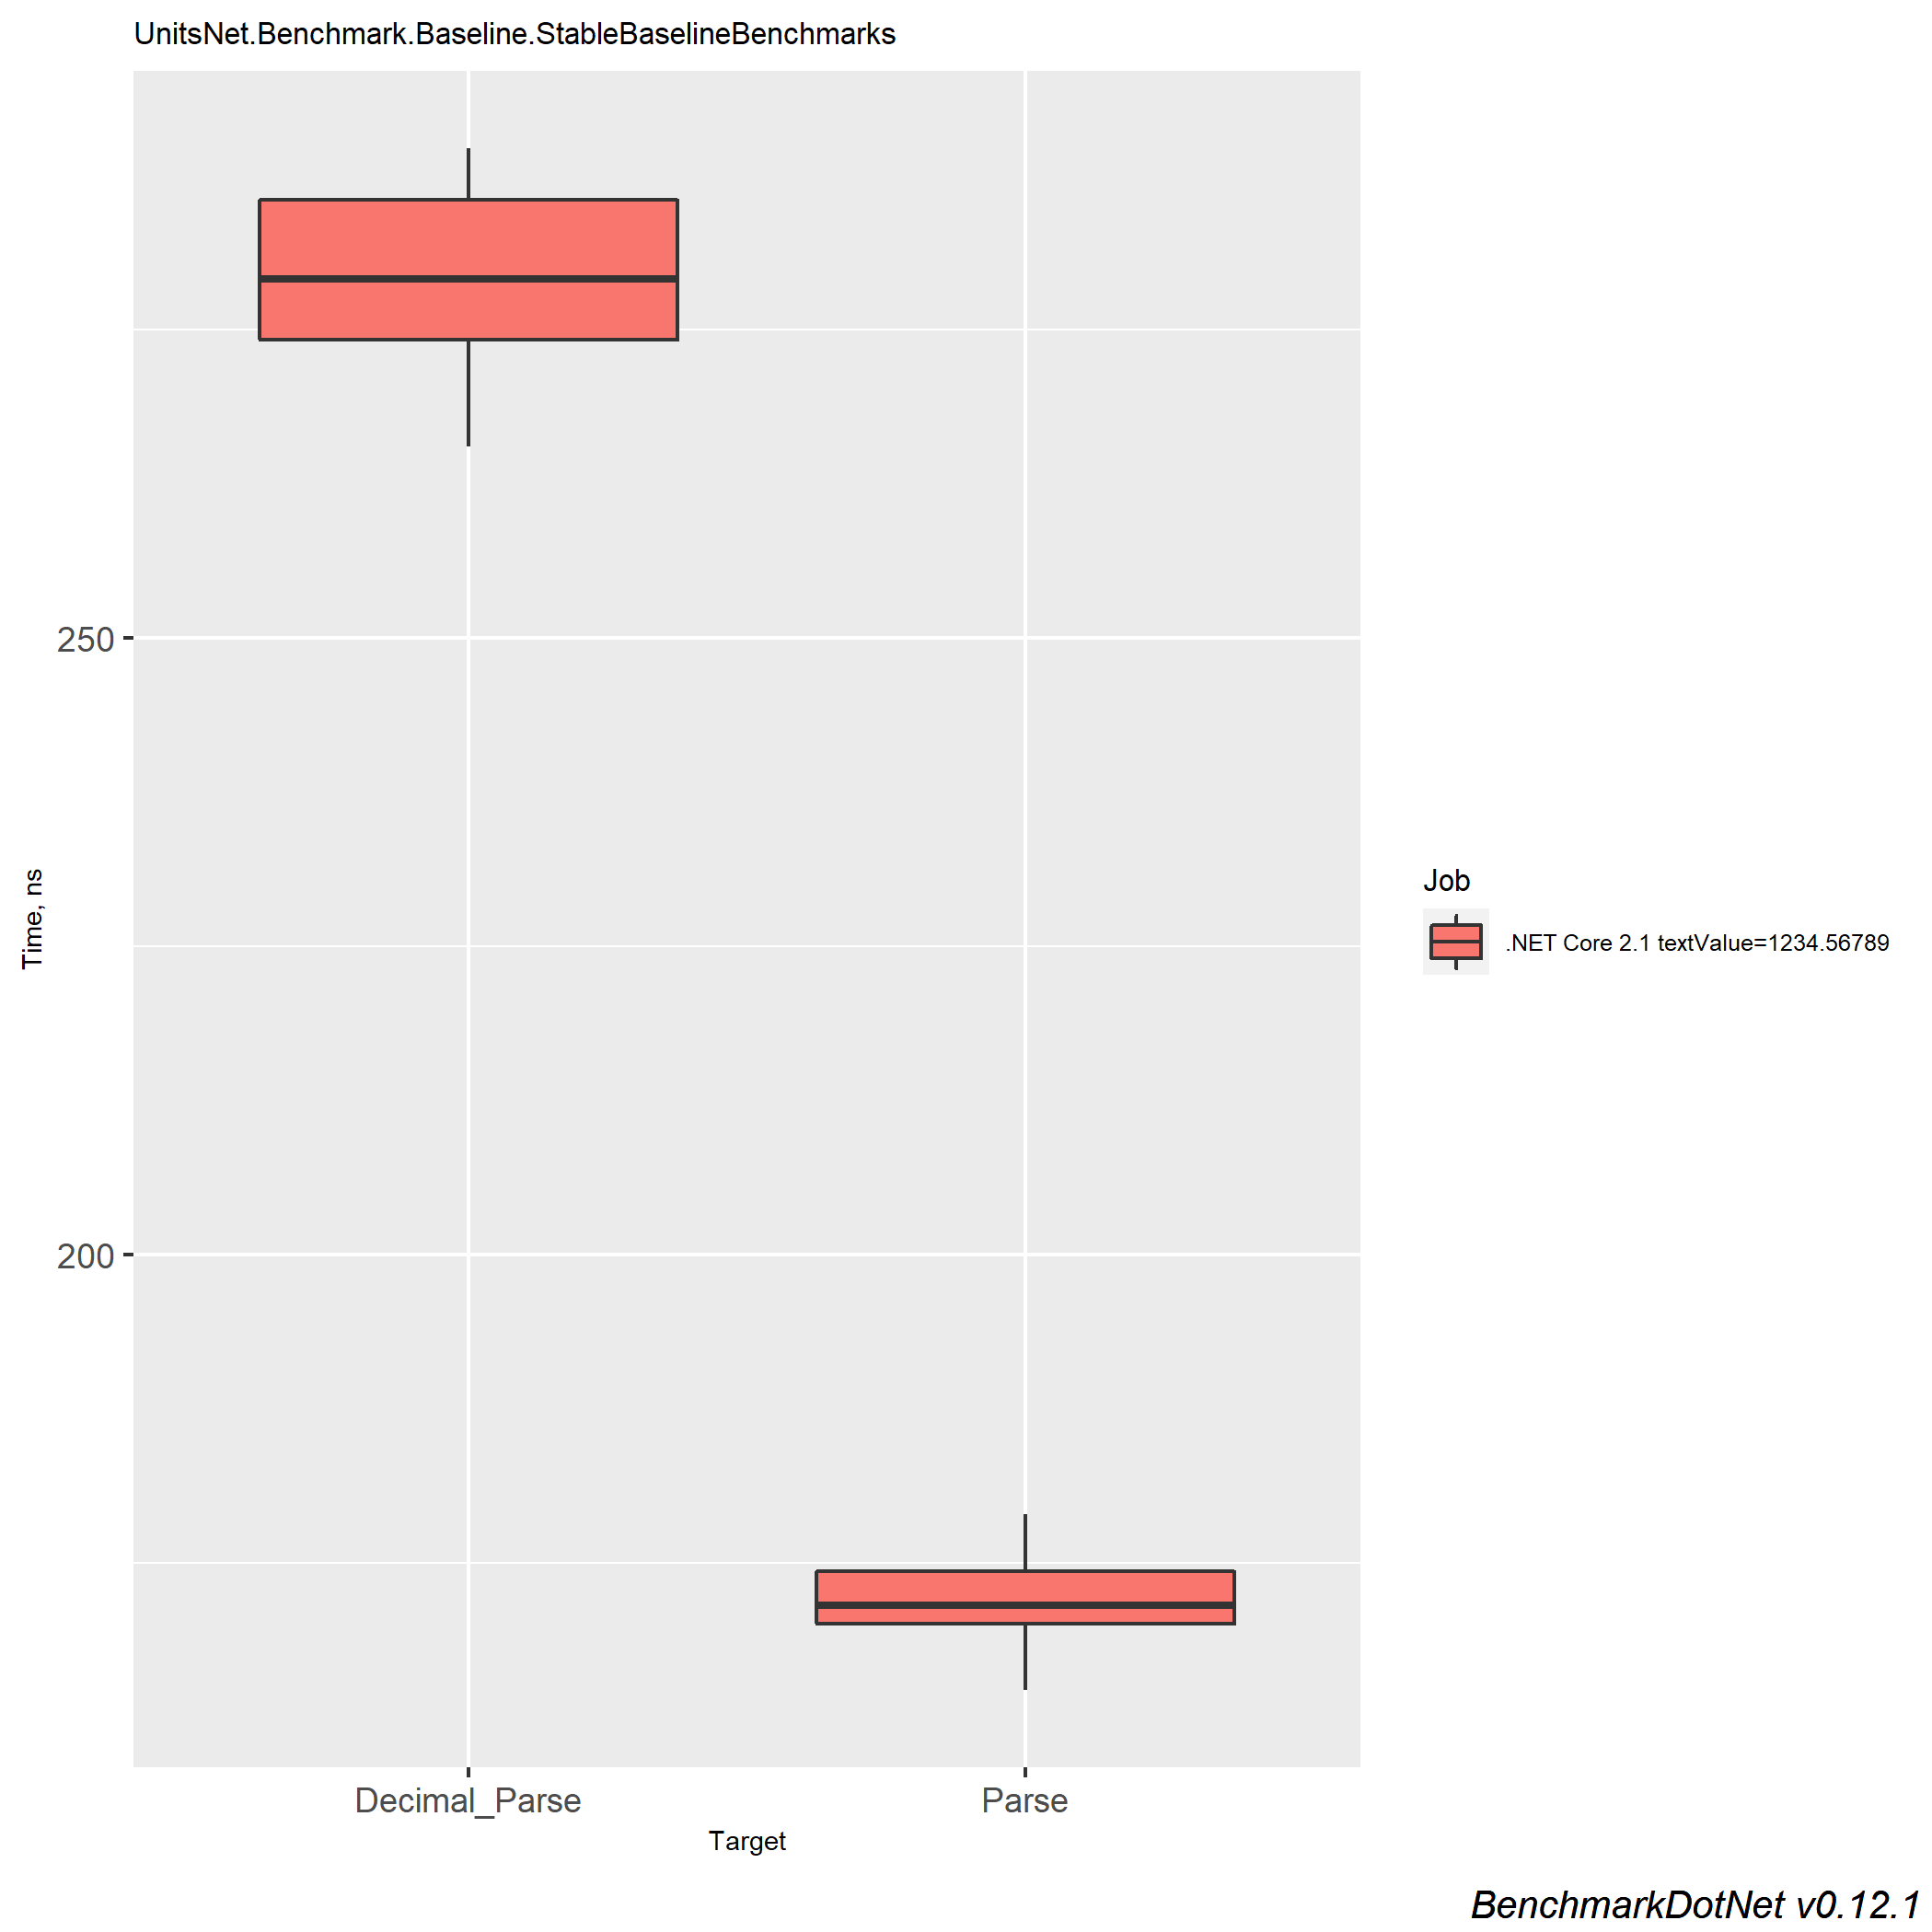 UnitsNet.Benchmark.Baseline.StableBaselineBenchmarks
250
200
Time, ns
Decimal_Parse
Parse
Target
Job
.NET Core 2.1 textValue=1234.56789
BenchmarkDotNet v0.12.1